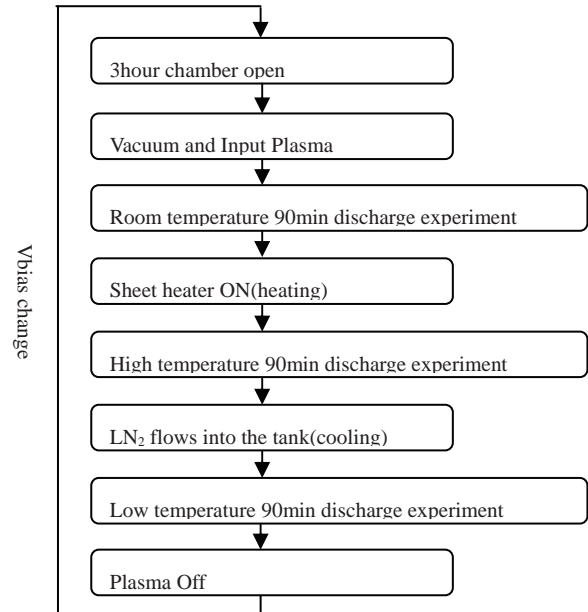 3hour chamber open
Vacuum and Input Plasma
Room temperature 90min discharge experiment
Sheet heater ON(heating)
High temperature 90min discharge experiment
LN₂ flows into the tank(cooling)
Low temperature 90min discharge experiment
Plasma Off
Vbias change